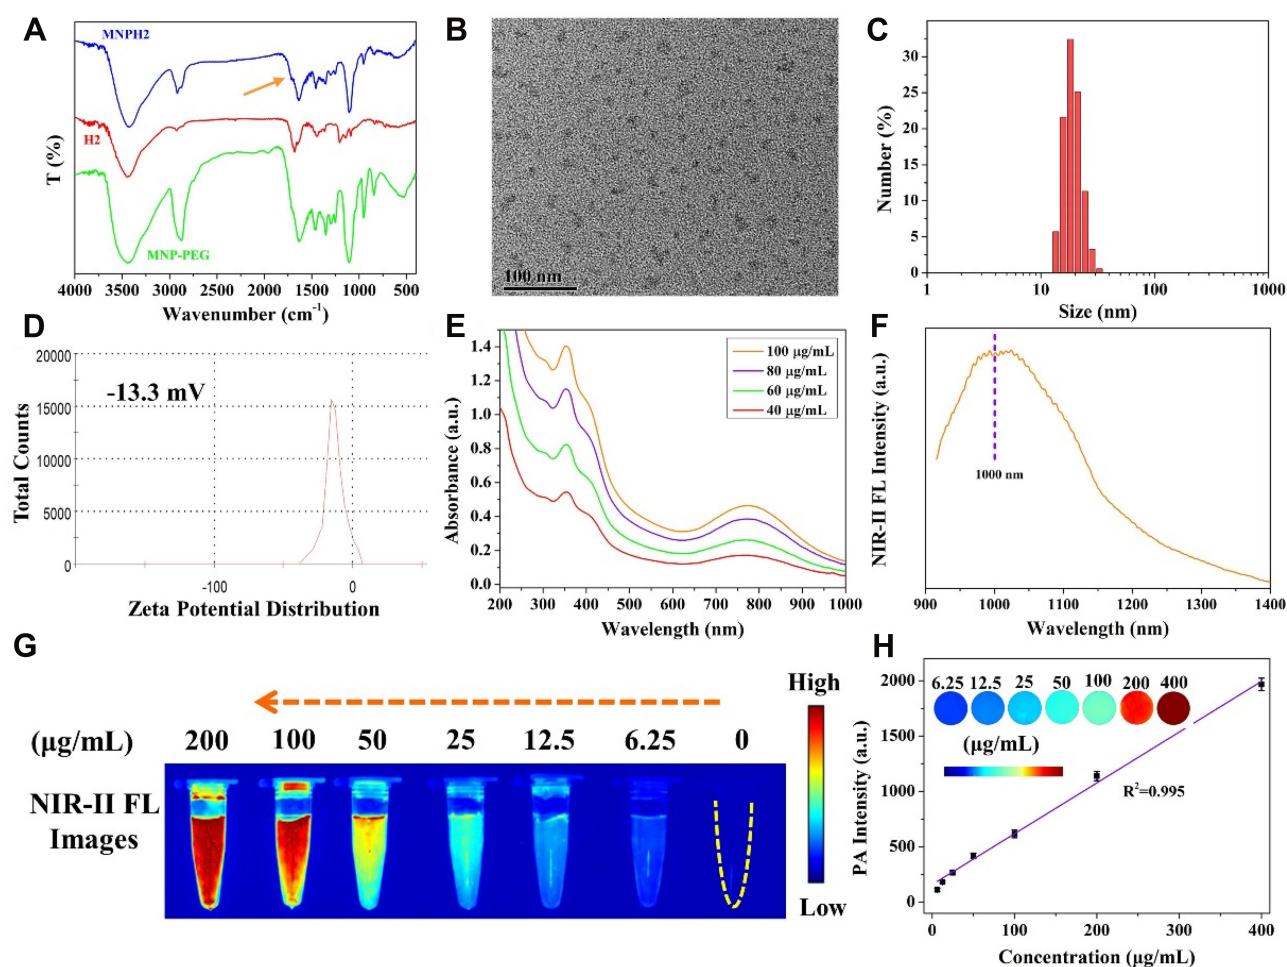 A
MNPH2
H2
MNP-PEG
T (%)
4000 3500 3000 2500 2000 1500 1000 500
Wavenumber (cm⁻¹)
B
100 nm
C
30
25
20
15
10
5
0
Number (%)
1 10 100 1000
Size (nm)
D
-13.3 mV
20000
15000
10000
5000
0
Total Counts
-100 0
Zeta Potential Distribution
E
1.4
1.2
1.0
0.8
0.6
0.4
0.2
0.0
Absorbance (a.u.)
100 μg/mL
80 μg/mL
60 μg/mL
40 μg/mL
200 300 400 500 600 700 800 900 1000
Wavelength (nm)
F
NIR-II FL Intensity (a.u.)
1000 nm
900 1000 1100 1200 1300 1400
Wavelength (nm)
G
(μg/mL) 200 100 50 25 12.5 6.25 0
NIR-II FL
Images
High
Low
H
2000
1500
1000
500
0
PA Intensity (a.u.)
6.25 12.5 25 50 100 200 400
(μg/mL)
R²=0.995
0 100 200 300 400
Concentration (μg/mL)